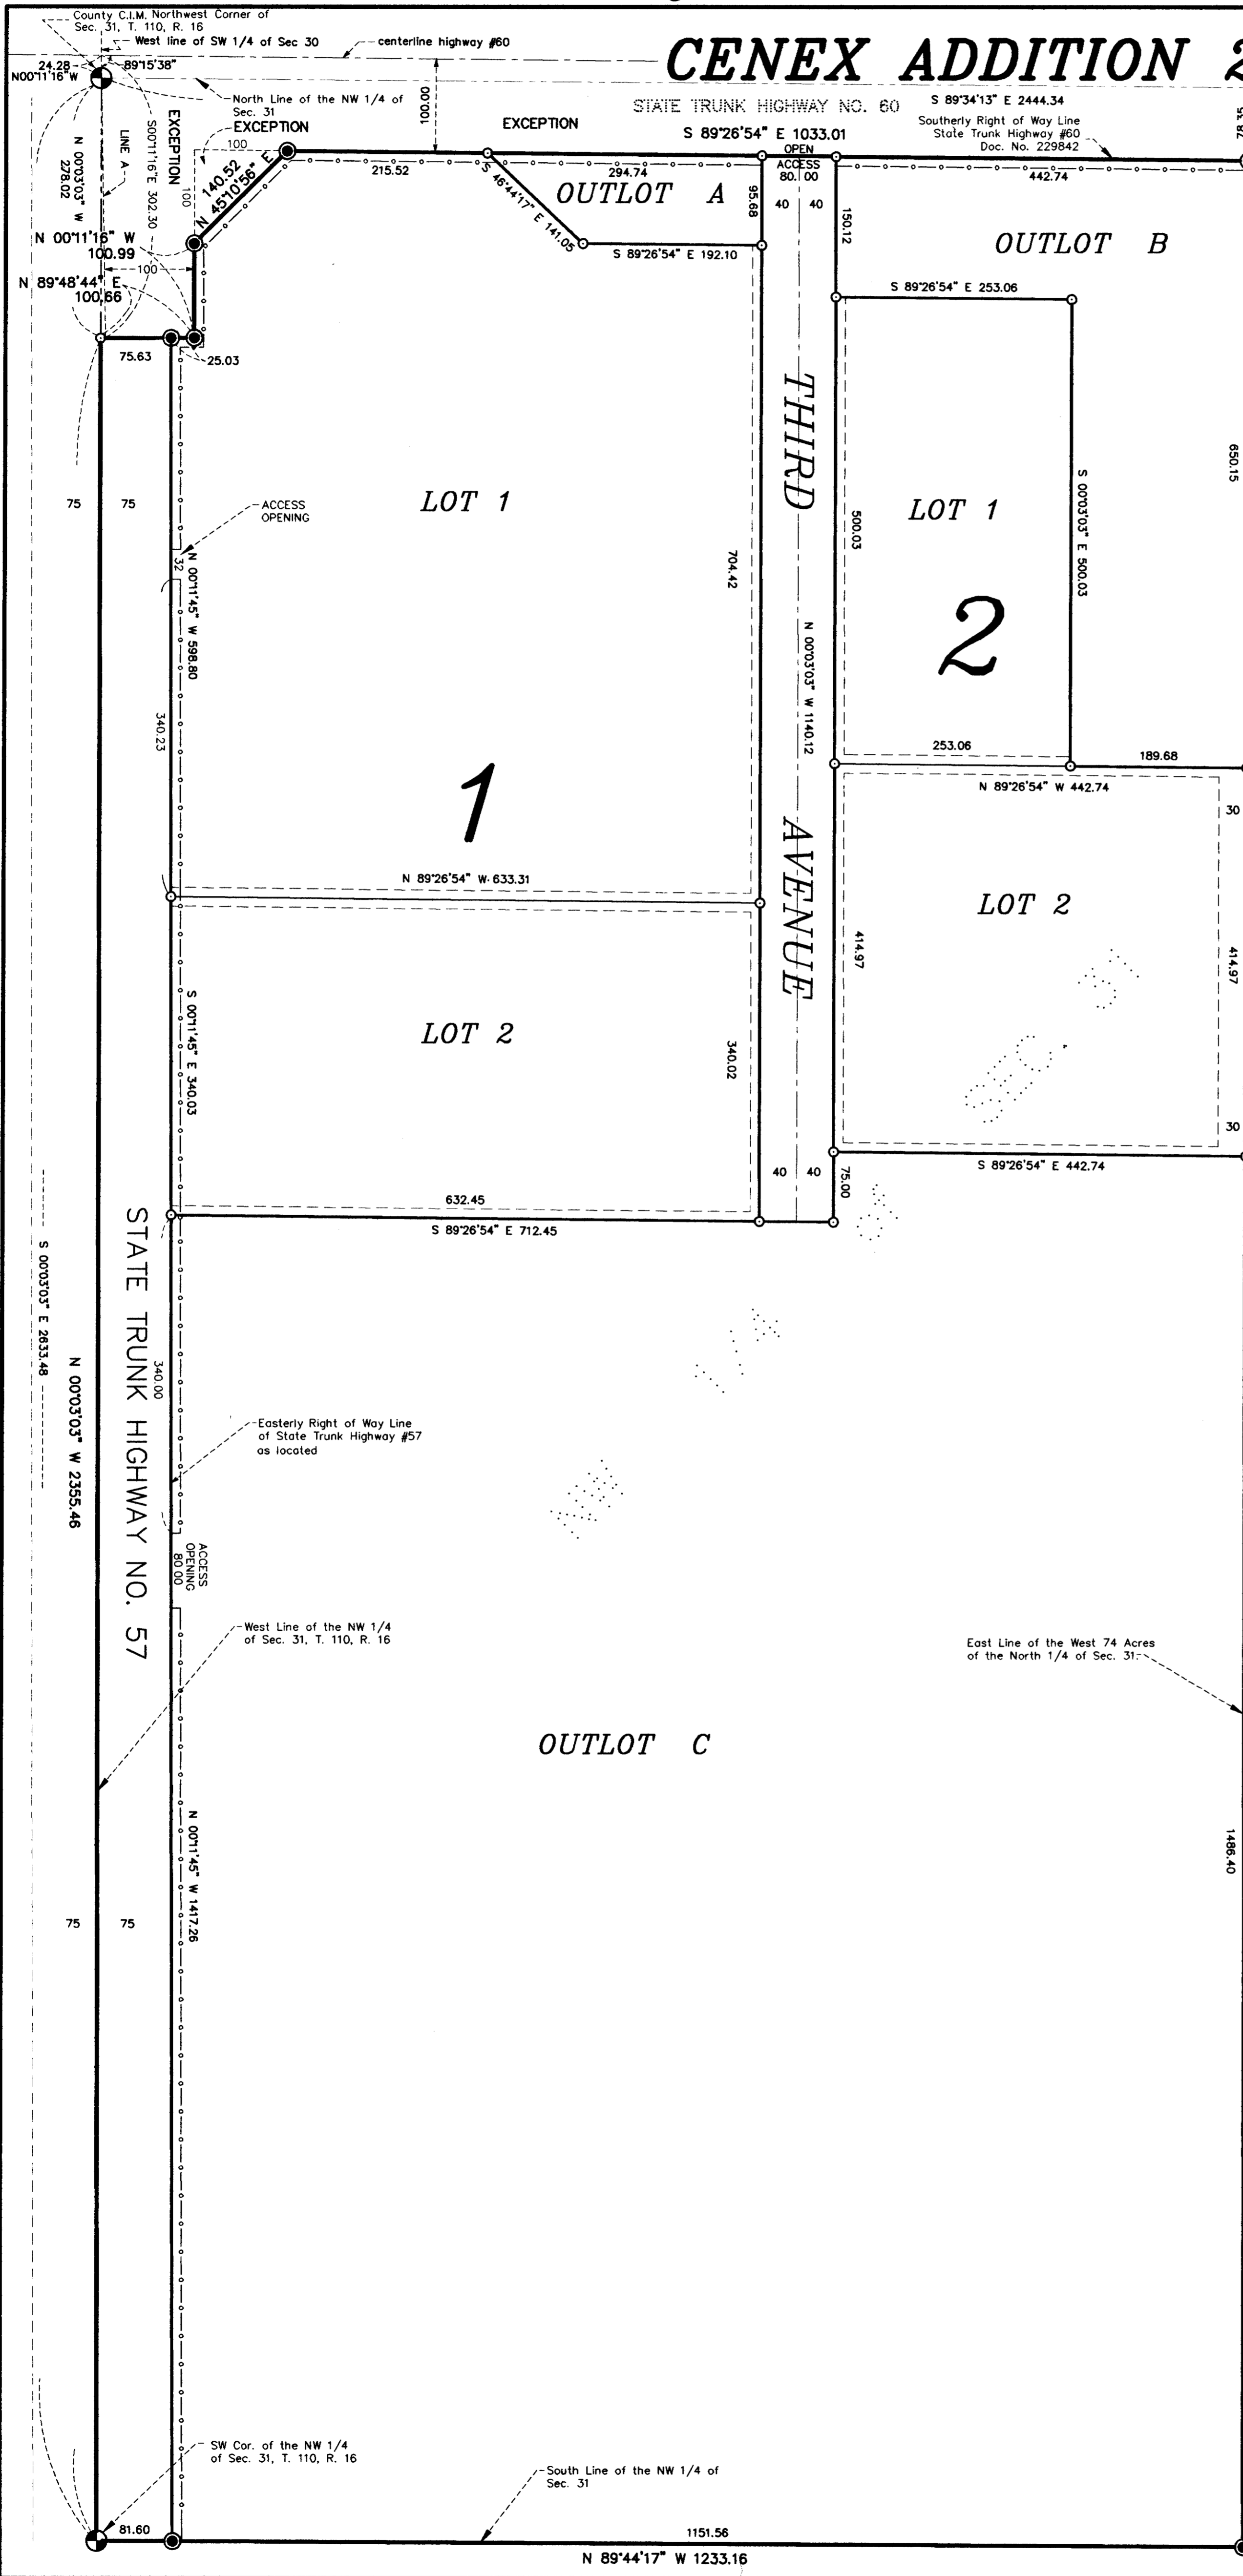 County C.I.M. Northwest Corner of
Sec. 31, T. 110, R. 16
West line of SW 1/4 of Sec 30
centerline highway #60
CENEX ADDITION 2
24.28
89°15'38"
N00°11'16"W
North Line of the NW 1/4 of
Sec. 31
STATE TRUNK HIGHWAY NO. 60
S 89°34'13" E 2444.34
Southerly Right of Way Line
State Trunk Highway #60
Doc. No. 229842
EXCEPTION
EXCEPTION
EXCEPTION
100.00
S 89°26'54" E 1033.01
OPEN
ACCESS
80.00
100
100
140.52
N 45°10'56" E
215.52
294.74
442.74
LINE A
N 00°03'03" W
278.02
S00°11'16"E 302.30
S 46°44'17" E 141.05
OUTLOT A
95.68
40
40
150.12
OUTLOT B
N 00°11'16" W
100.99
100
N 89°48'44" E
100.66
S 89°26'54" E 192.10
S 89°26'54" E 253.06
75.63
25.03
650.15
75
75
ACCESS
OPENING
32
LOT 1
THIRD
AVENUE
LOT 1
500.03
S 00°03'03" E 500.03
N 00°11'45" W 598.80
704.42
N 00°03'03" W 1140.12
2
340.23
253.06
189.68
N 89°26'54" W 442.74
30
1
N 89°26'54" W 633.31
LOT 2
414.97
414.97
SEC. 31
S 00°11'45" E 340.03
LOT 2
340.02
30
S 89°26'54" E 442.74
40
40
75.00
632.45
S 89°26'54" E 712.45
STATE TRUNK HIGHWAY NO. 57
S 00°03'03" E 2633.48
N 00°03'03" W 2355.46
340.00
1/4
NW
Easterly Right of Way Line
of State Trunk Highway #57
as located
ACCESS
OPENING
80.00
West Line of the NW 1/4
of Sec. 31, T. 110, R. 16
East Line of the West 74 Acres
of the North 1/4 of Sec. 31.
OUTLOT C
N 00°11'45" W 1417.26
1486.40
75
75
SW Cor. of the NW 1/4
of Sec. 31, T. 110, R. 16
South Line of the NW 1/4 of
Sec. 31
81.60
1151.56
N 89°44'17" W 1233.16